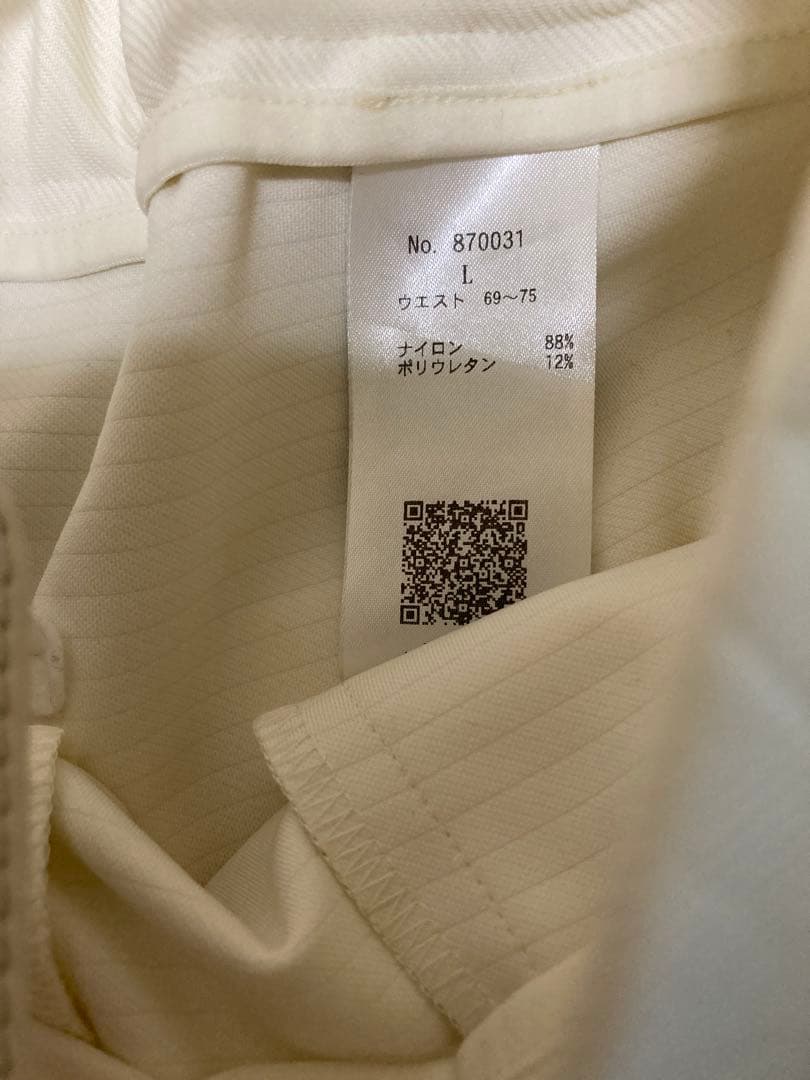 No. 870031
L
ウエスト 69～75
ナイロン 88%
ポリウレタン 12%